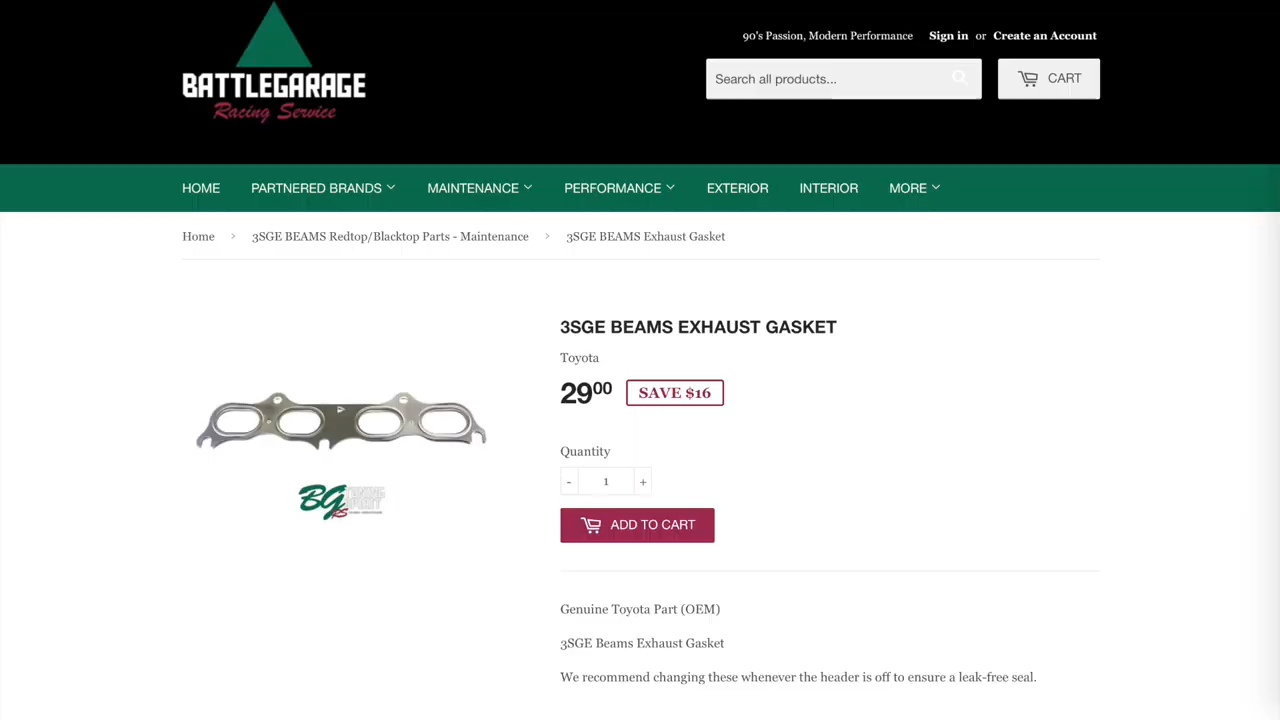 BATTLEGARAGE
Racing Service
90's Passion, Modern Performance Sign in or Create an Account
Search all products...
CART
HOME PARTNERED BRANDS MAINTENANCE PERFORMANCE EXTERIOR INTERIOR MORE
Home › 3SGE BEAMS Redtop/Blacktop Parts - Maintenance › 3SGE BEAMS Exhaust Gasket
3SGE BEAMS EXHAUST GASKET
Toyota
29⁰⁰ SAVE $16
Quantity
- 1 +
ADD TO CART
BG
RS
Genuine Toyota Part (OEM)
3SGE Beams Exhaust Gasket
We recommend changing these whenever the header is off to ensure a leak-free seal.